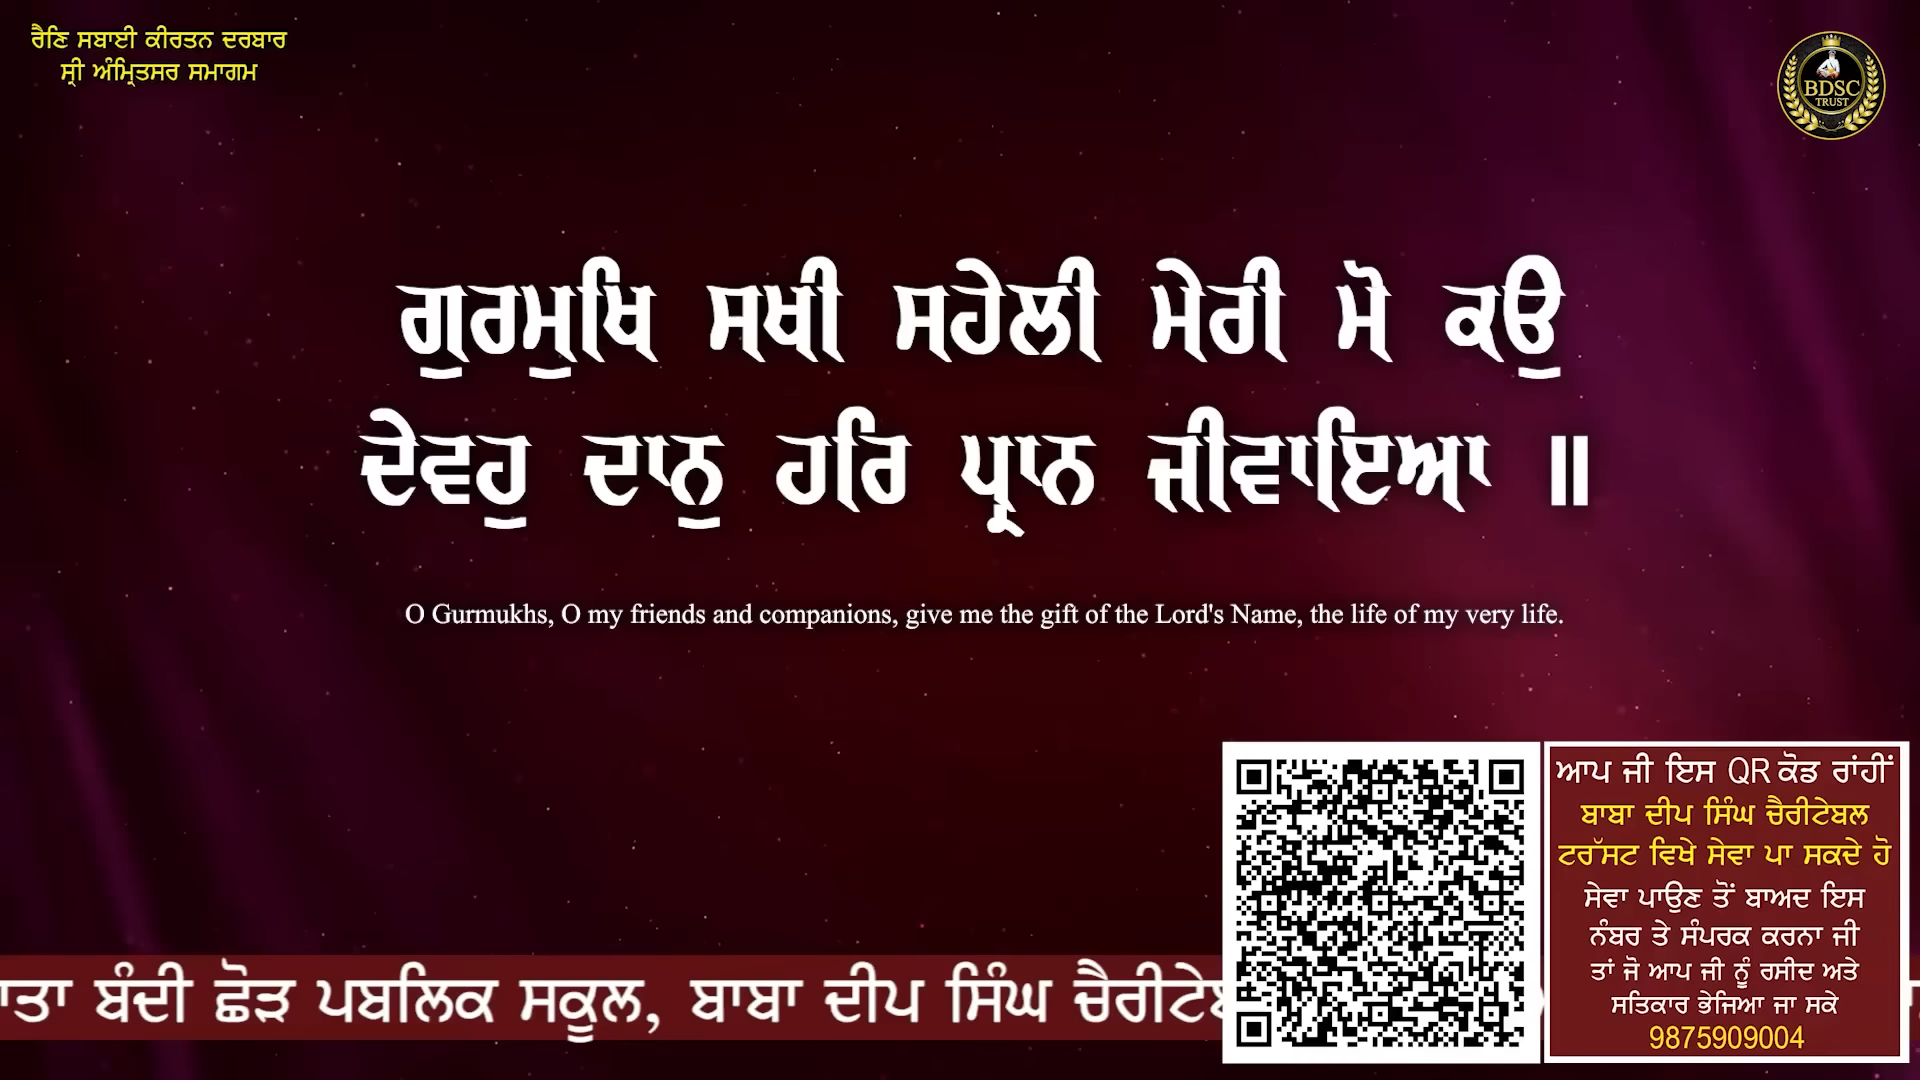 ਰੈਣਿ ਸਬਾਈ ਕੀਰਤਨ ਦਰਬਾਰ
ਸ੍ਰੀ ਅੰਮ੍ਰਿਤਸਰ ਸਮਾਗਮ
BDSC
TRUST
ਗੁਰਮੁਖਿ ਸਖੀ ਸਹੇਲੀ ਮੇਰੀ ਮੋ ਕਉ
ਦੇਵਹੁ ਦਾਨੁ ਹਰਿ ਪ੍ਰਾਨ ਜੀਵਾਇਆ ॥
O Gurmukhs, O my friends and companions, give me the gift of the Lord's Name, the life of my very life.
ਆਪ ਜੀ ਇਸ QR ਕੋਡ ਰਾਂਹੀਂ
ਬਾਬਾ ਦੀਪ ਸਿੰਘ ਚੈਰੀਟੇਬਲ
ਟਰੱਸਟ ਵਿਖੇ ਸੇਵਾ ਪਾ ਸਕਦੇ ਹੋ
ਸੇਵਾ ਪਾਉਣ ਤੋਂ ਬਾਅਦ ਇਸ
ਨੰਬਰ ਤੇ ਸੰਪਰਕ ਕਰਨਾ ਜੀ
ਤਾਂ ਜੋ ਆਪ ਜੀ ਨੂੰ ਰਸੀਦ ਅਤੇ
ਸਤਿਕਾਰ ਭੇਜਿਆ ਜਾ ਸਕੇ
9875909004
ਬੰਦੀ ਛੋੜ ਪਬਲਿਕ ਸਕੂਲ, ਬਾਬਾ ਦੀਪ ਸਿੰਘ